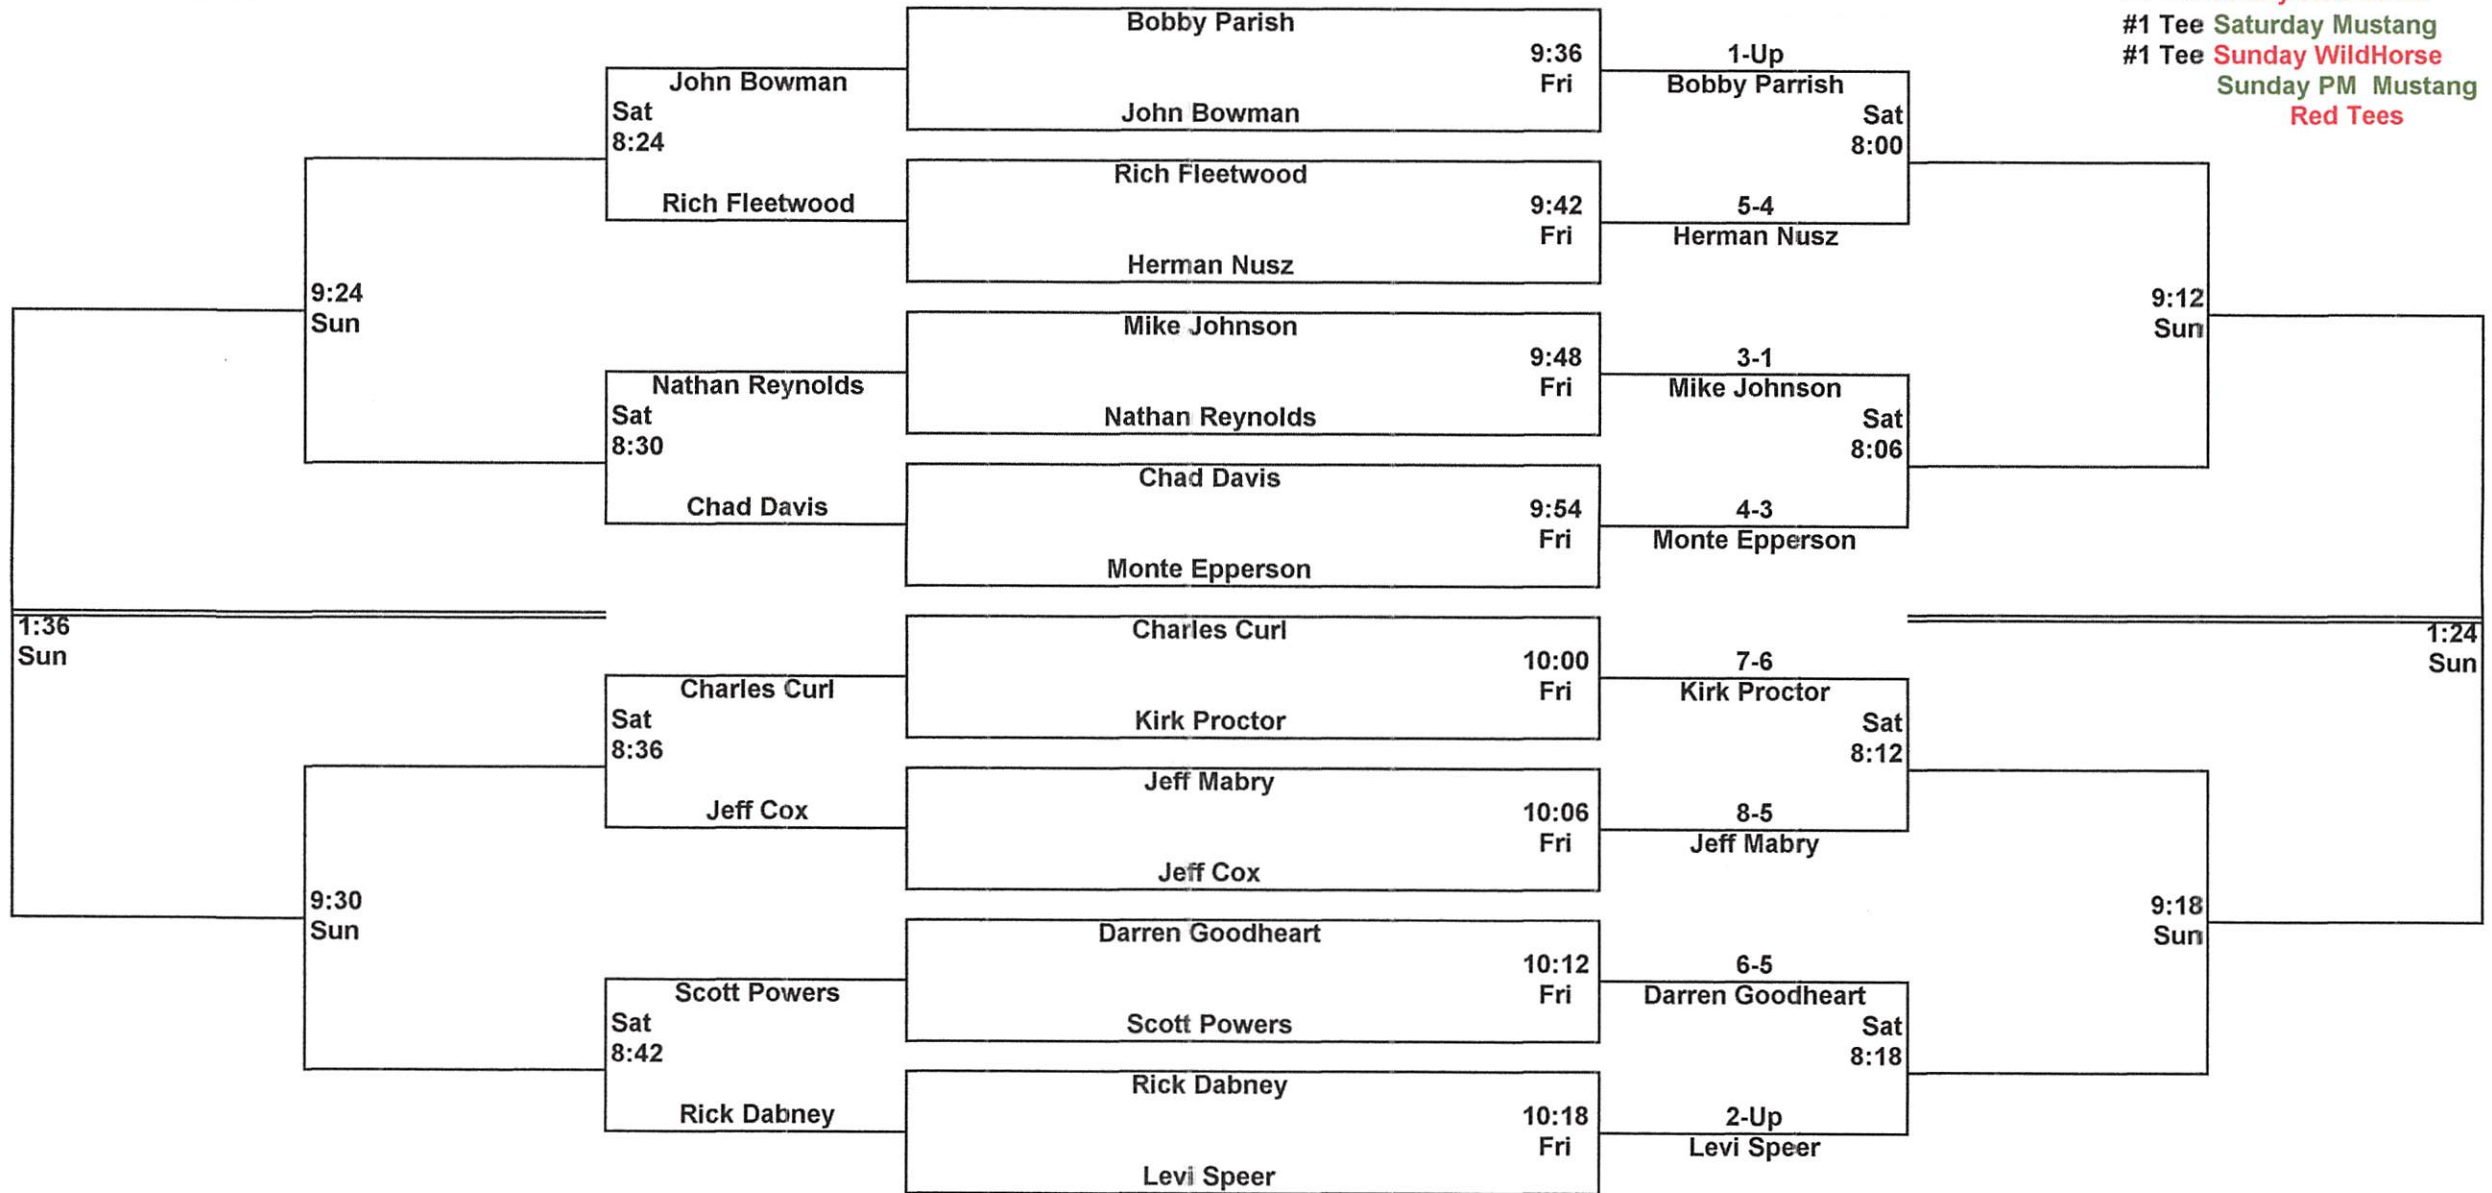 #1 Tee Saturday Mustang
#1 Tee Sunday WildHorse
Sunday PM Mustang
Red Tees
Bobby Parish
9:36
Fri
John Bowman
Rich Fleetwood
9:42
Fri
Herman Nusz
Mike Johnson
9:48
Fri
Nathan Reynolds
Chad Davis
9:54
Fri
Monte Epperson
Charles Curl
10:00
Fri
Kirk Proctor
Jeff Mabry
10:06
Fri
Jeff Cox
Darren Goodheart
10:12
Fri
Scott Powers
Rick Dabney
10:18
Fri
Levi Speer
John Bowman
Sat
8:24
Rich Fleetwood
Nathan Reynolds
Sat
8:30
Chad Davis
Charles Curl
Sat
8:36
Jeff Cox
Scott Powers
Sat
8:42
Rick Dabney
9:24
Sun
9:30
Sun
1:36
Sun
1-Up
Bobby Parrish
Sat
8:00
5-4
Herman Nusz
3-1
Mike Johnson
Sat
8:06
4-3
Monte Epperson
7-6
Kirk Proctor
Sat
8:12
8-5
Jeff Mabry
6-5
Darren Goodheart
Sat
8:18
2-Up
Levi Speer
9:12
Sun
9:18
Sun
1:24
Sun